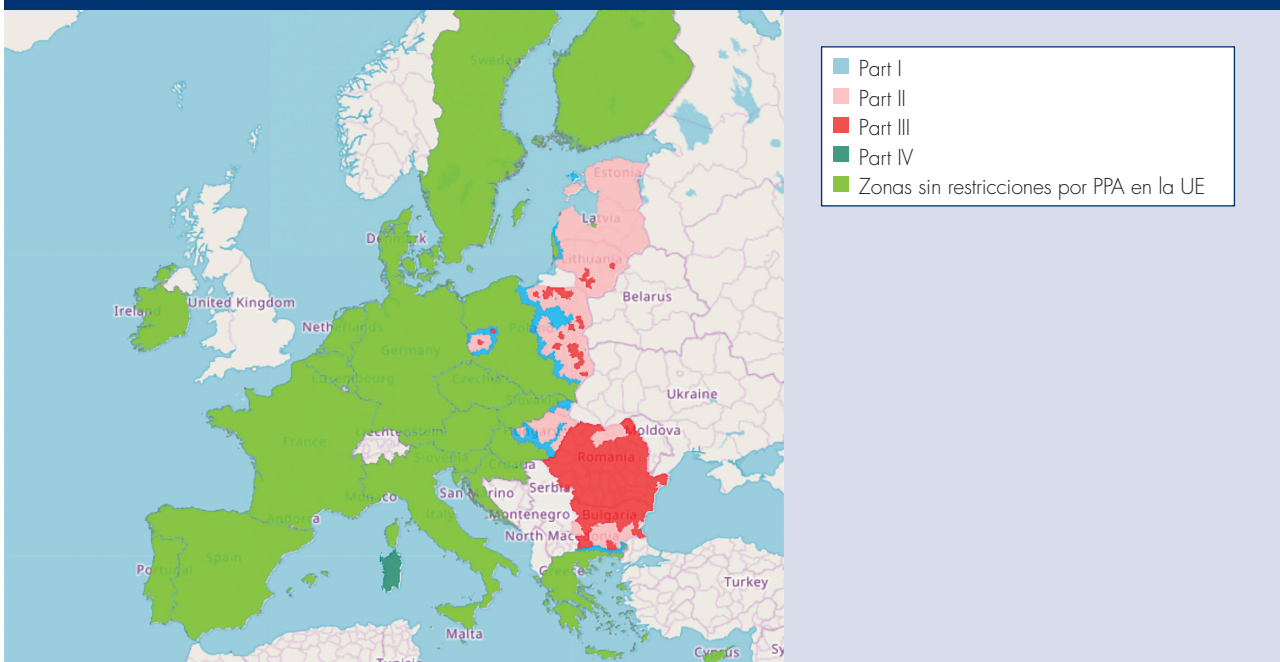 Part I
Part II
Part III
Part IV
Zonas sin restricciones por PPA en la UE
Sweden
Estonia
Latvia
Denmark
Lithuania
Ireland
United Kingdom
Belarus
Netherlands
Poland
Germany
Luxembourg
Czechia
Ukraine
Slovakia
Liechtenstein
Hungary
Moldova
France
Slovenia
Romania
Croatia
San Marino
Serbia
Monaco
Andorra
Italy
Montenegro
Bulgaria
North Macedonia
Spain
Portugal
Greece
Turkey
Malta
Cyprus
Sy